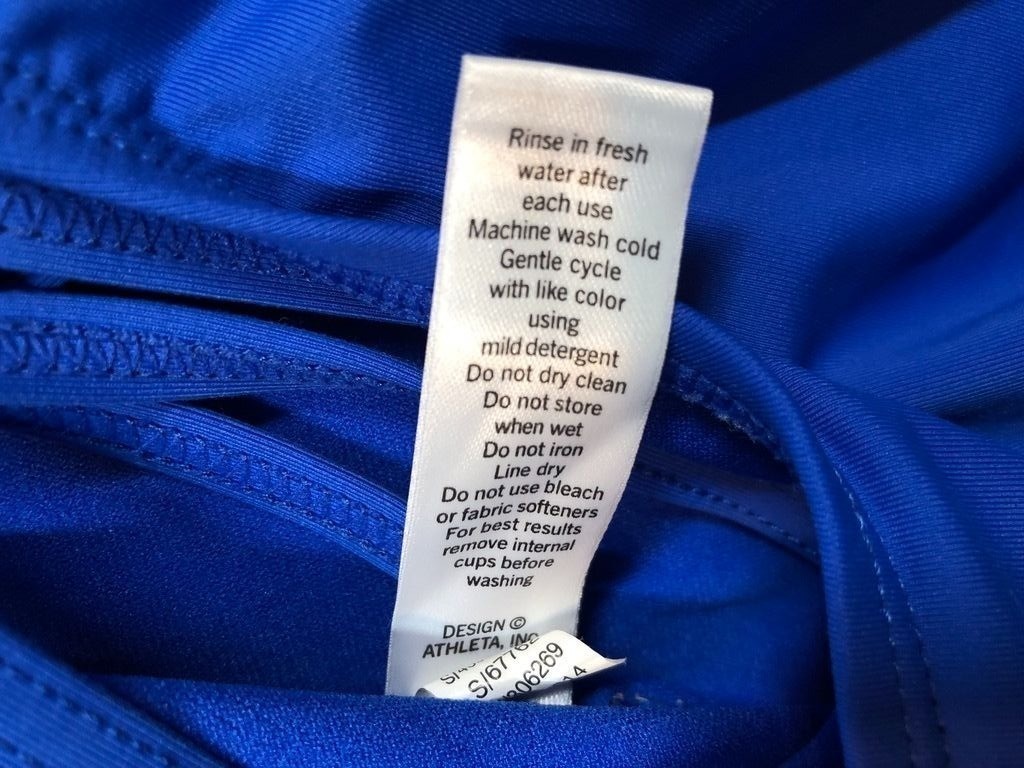 Rinse in fresh
water after
each use
Machine wash cold
Gentle cycle
with like color
using
mild detergent
Do not dry clean
Do not store
when wet
Do not iron
Line dry
Do not use bleach
or fabric softeners
For best results
remove internal
cups before
washing
DESIGN ©
ATHLETA, INC